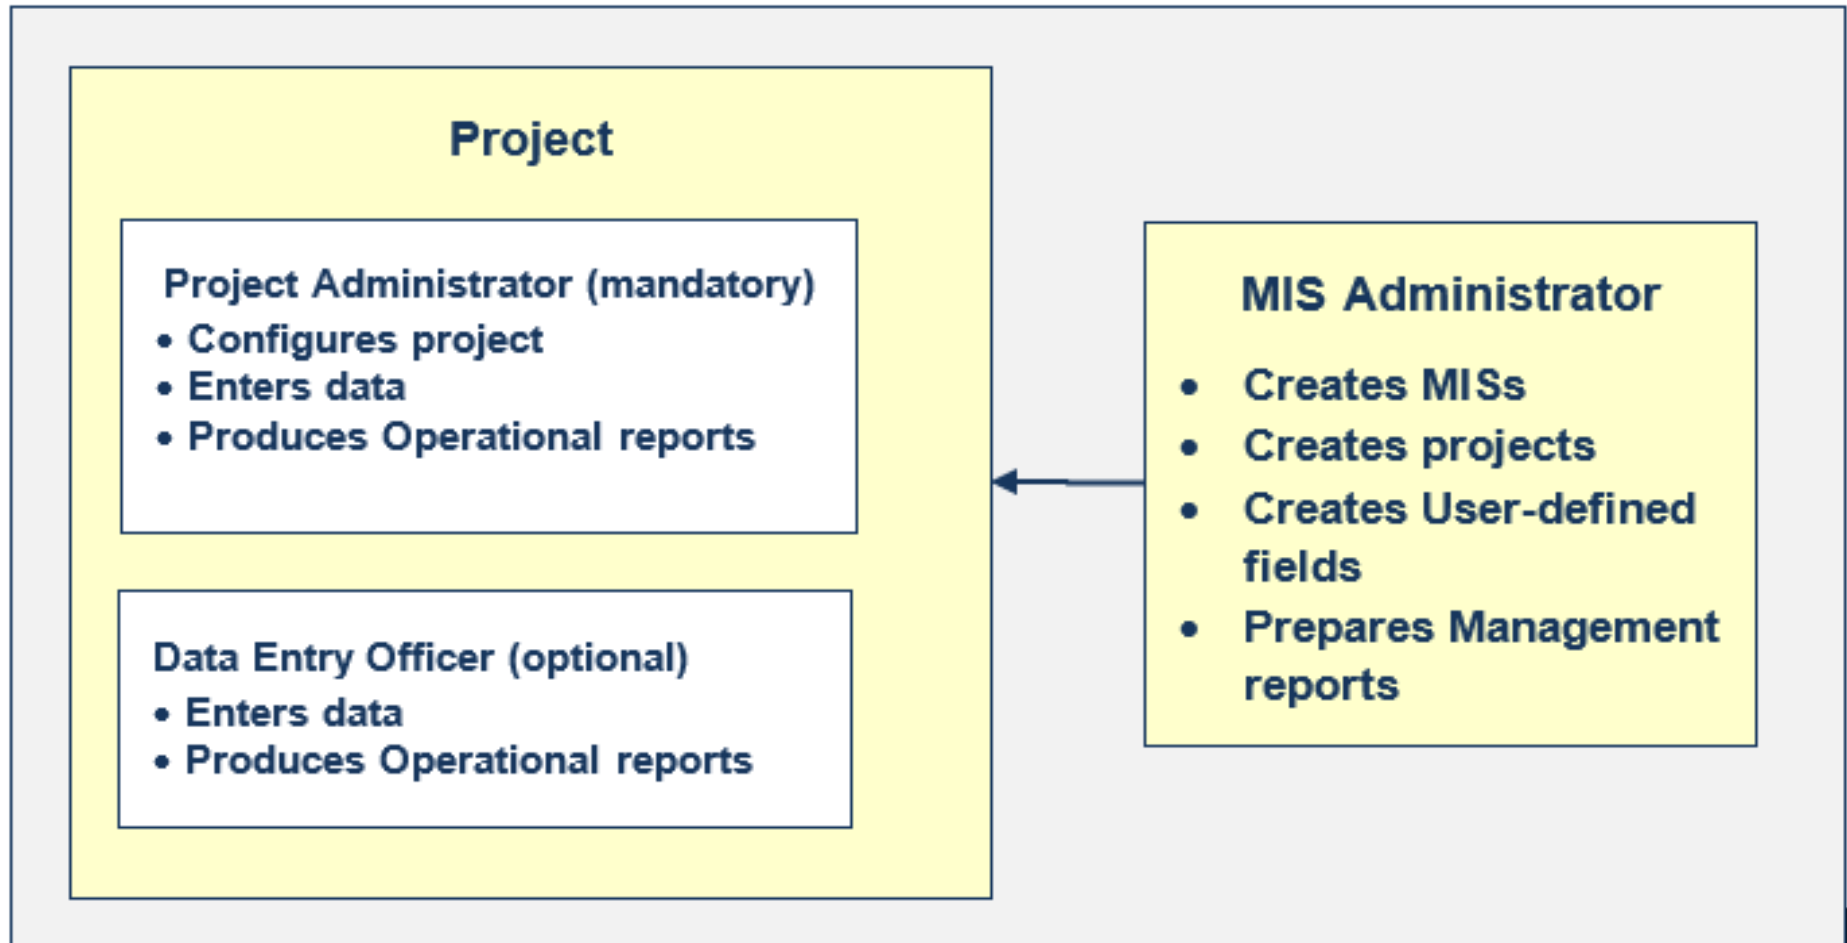 Project
Project Administrator (mandatory)
• Configures project
• Enters data
• Produces Operational reports
Data Entry Officer (optional)
• Enters data
• Produces Operational reports
MIS Administrator
• Creates MISs
• Creates projects
• Creates User-defined
fields
• Prepares Management
reports